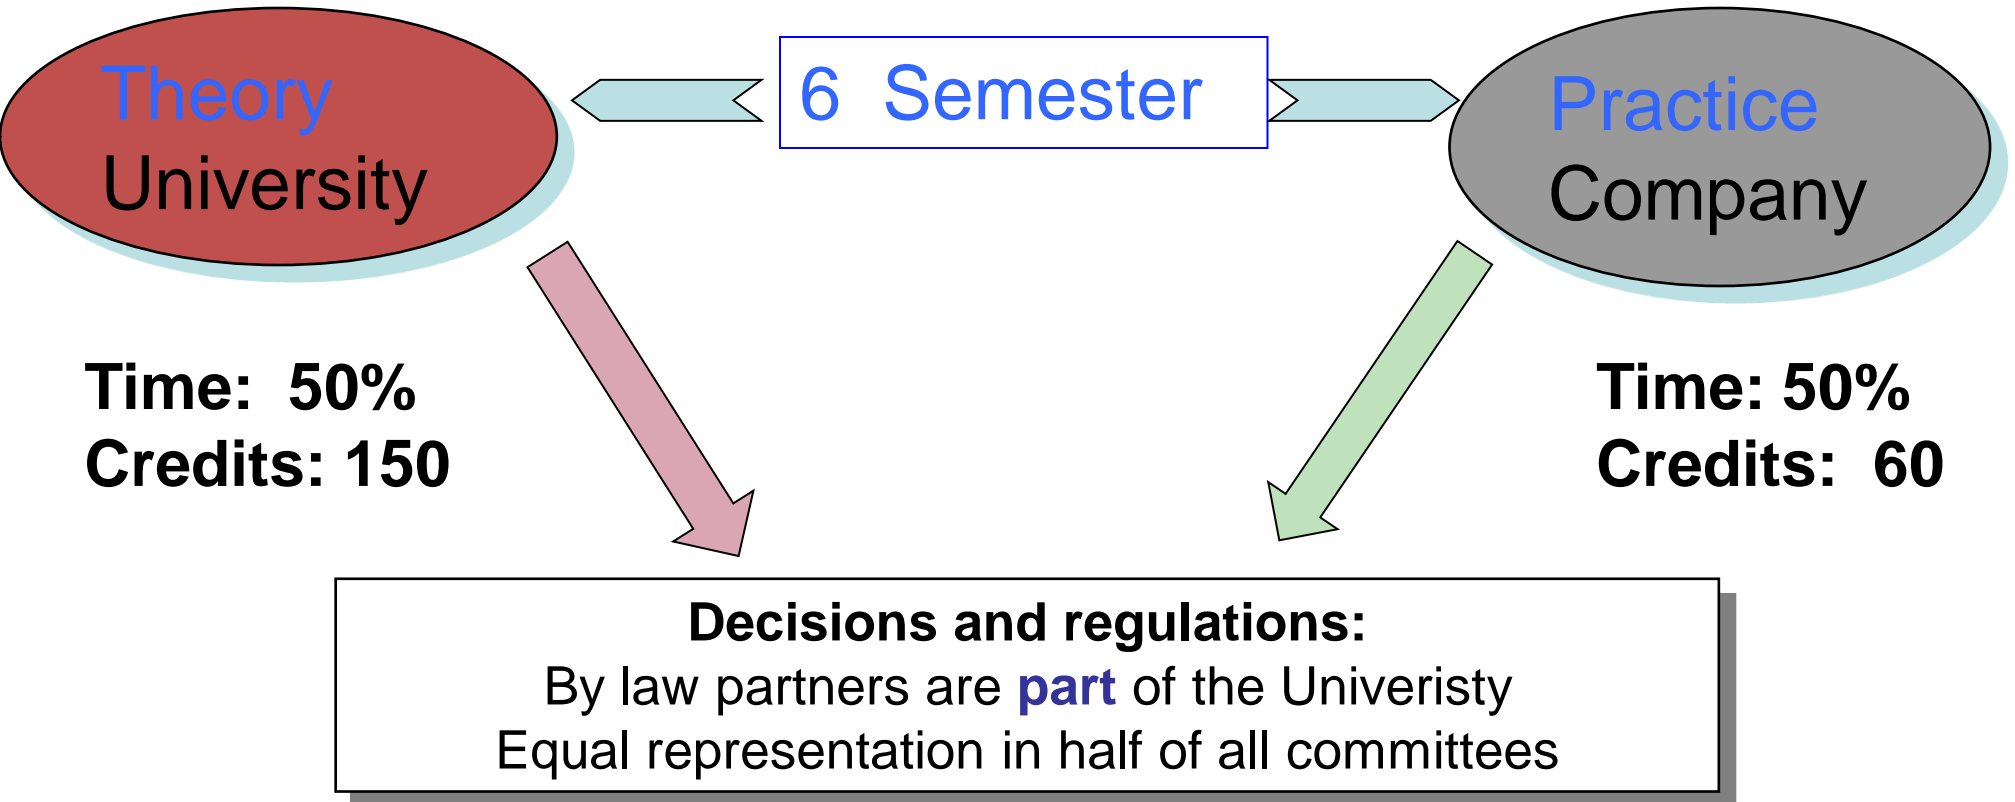 Theory
University
6 Semester
Practice
Company
Time: 50%
Credits: 150
Time: 50%
Credits: 60
Decisions and regulations:
By law partners are part of the Univeristy
Equal representation in half of all committees